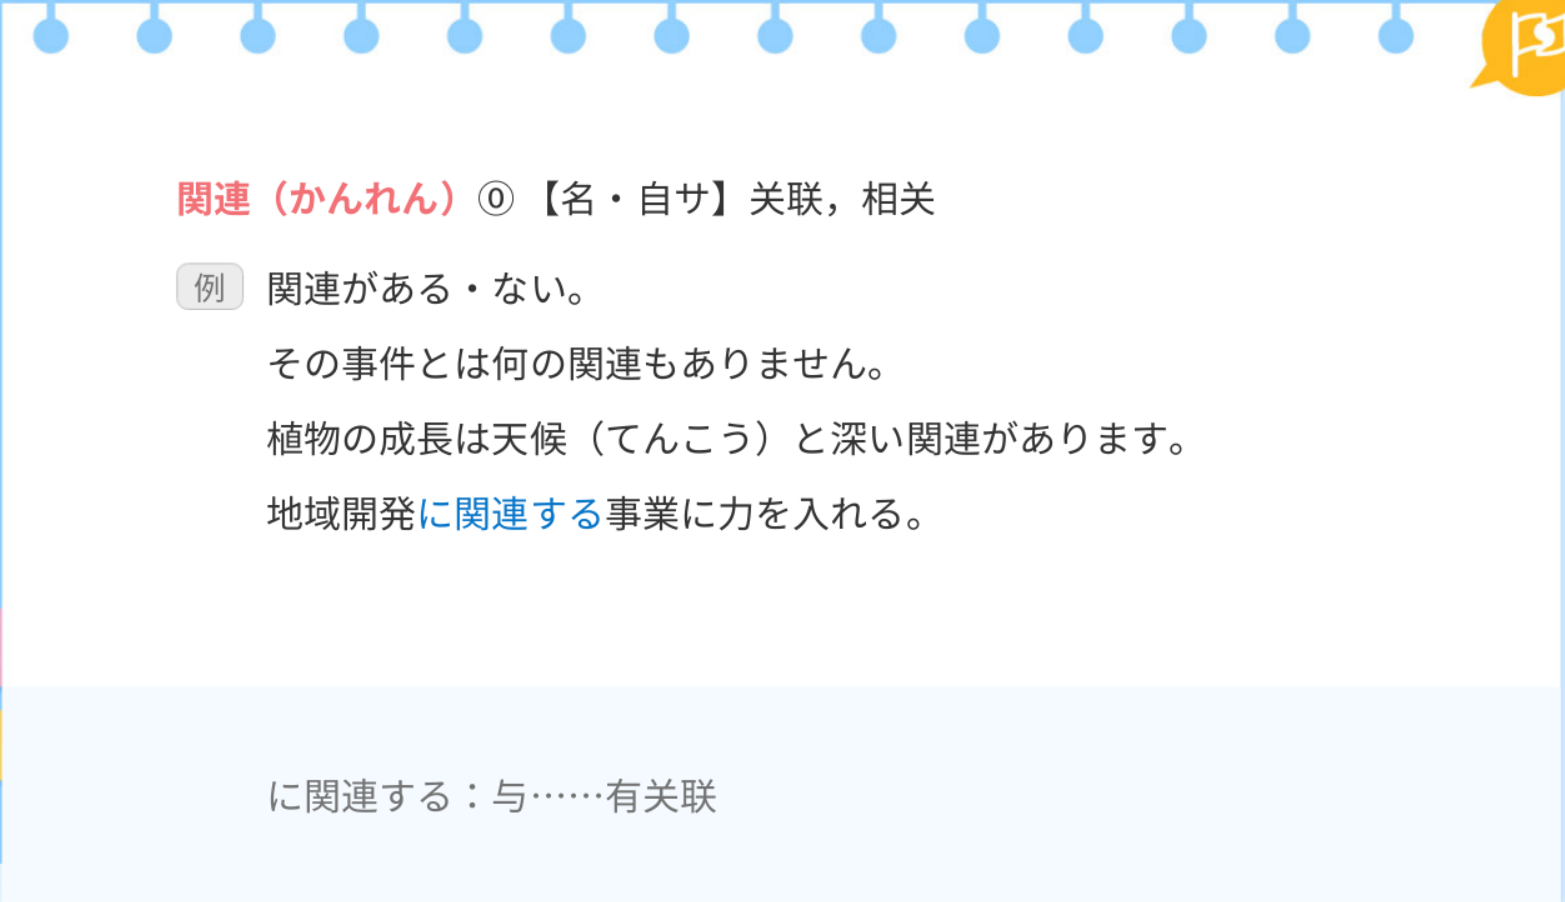 関連（かんれん）⓪【名・自サ】关联，相关
例 関連がある・ない。
その事件とは何の関連もありません。
植物の成長は天候（てんこう）と深い関連があります。
地域開発に関連する事業に力を入れる。
に関連する：与……有关联